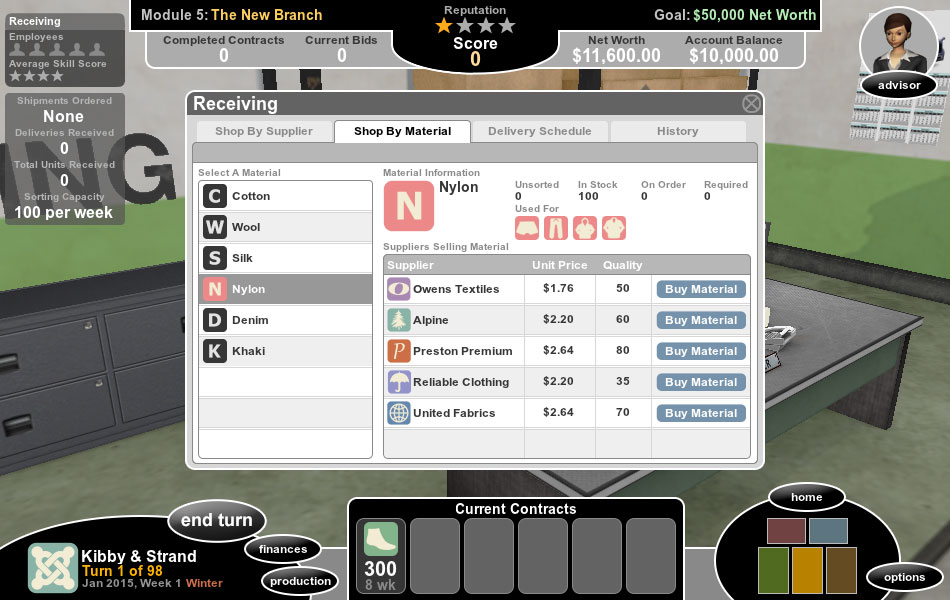 Module 5: The New Branch
Reputation
Goal: $50,000 Net Worth
Completed Contracts
0
Current Bids
0
Score
0
Net Worth
$11,600.00
Account Balance
$10,000.00
advisor
Receiving
Employees
Average Skill Score
Shipments Ordered
None
Deliveries Received
0
Total Units Received
0
Sorting Capacity
100 per week
ING
Receiving
Shop By Supplier
Shop By Material
Delivery Schedule
History
Select A Material
C Cotton
W Wool
S Silk
N Nylon
D Denim
K Khaki
Material Information
N Nylon
Unsorted
0
In Stock
100
On Order
0
Required
0
Used For
Suppliers Selling Material
Supplier Unit Price Quality
Owens Textiles $1.76 50 Buy Material
Alpine $2.20 60 Buy Material
P Preston Premium $2.64 80 Buy Material
Reliable Clothing $2.20 35 Buy Material
United Fabrics $2.64 70 Buy Material
end turn
finances
production
Kibby & Strand
Turn 1 of 98
Jan 2015, Week 1 Winter
Current Contracts
300
8 wk
home
options